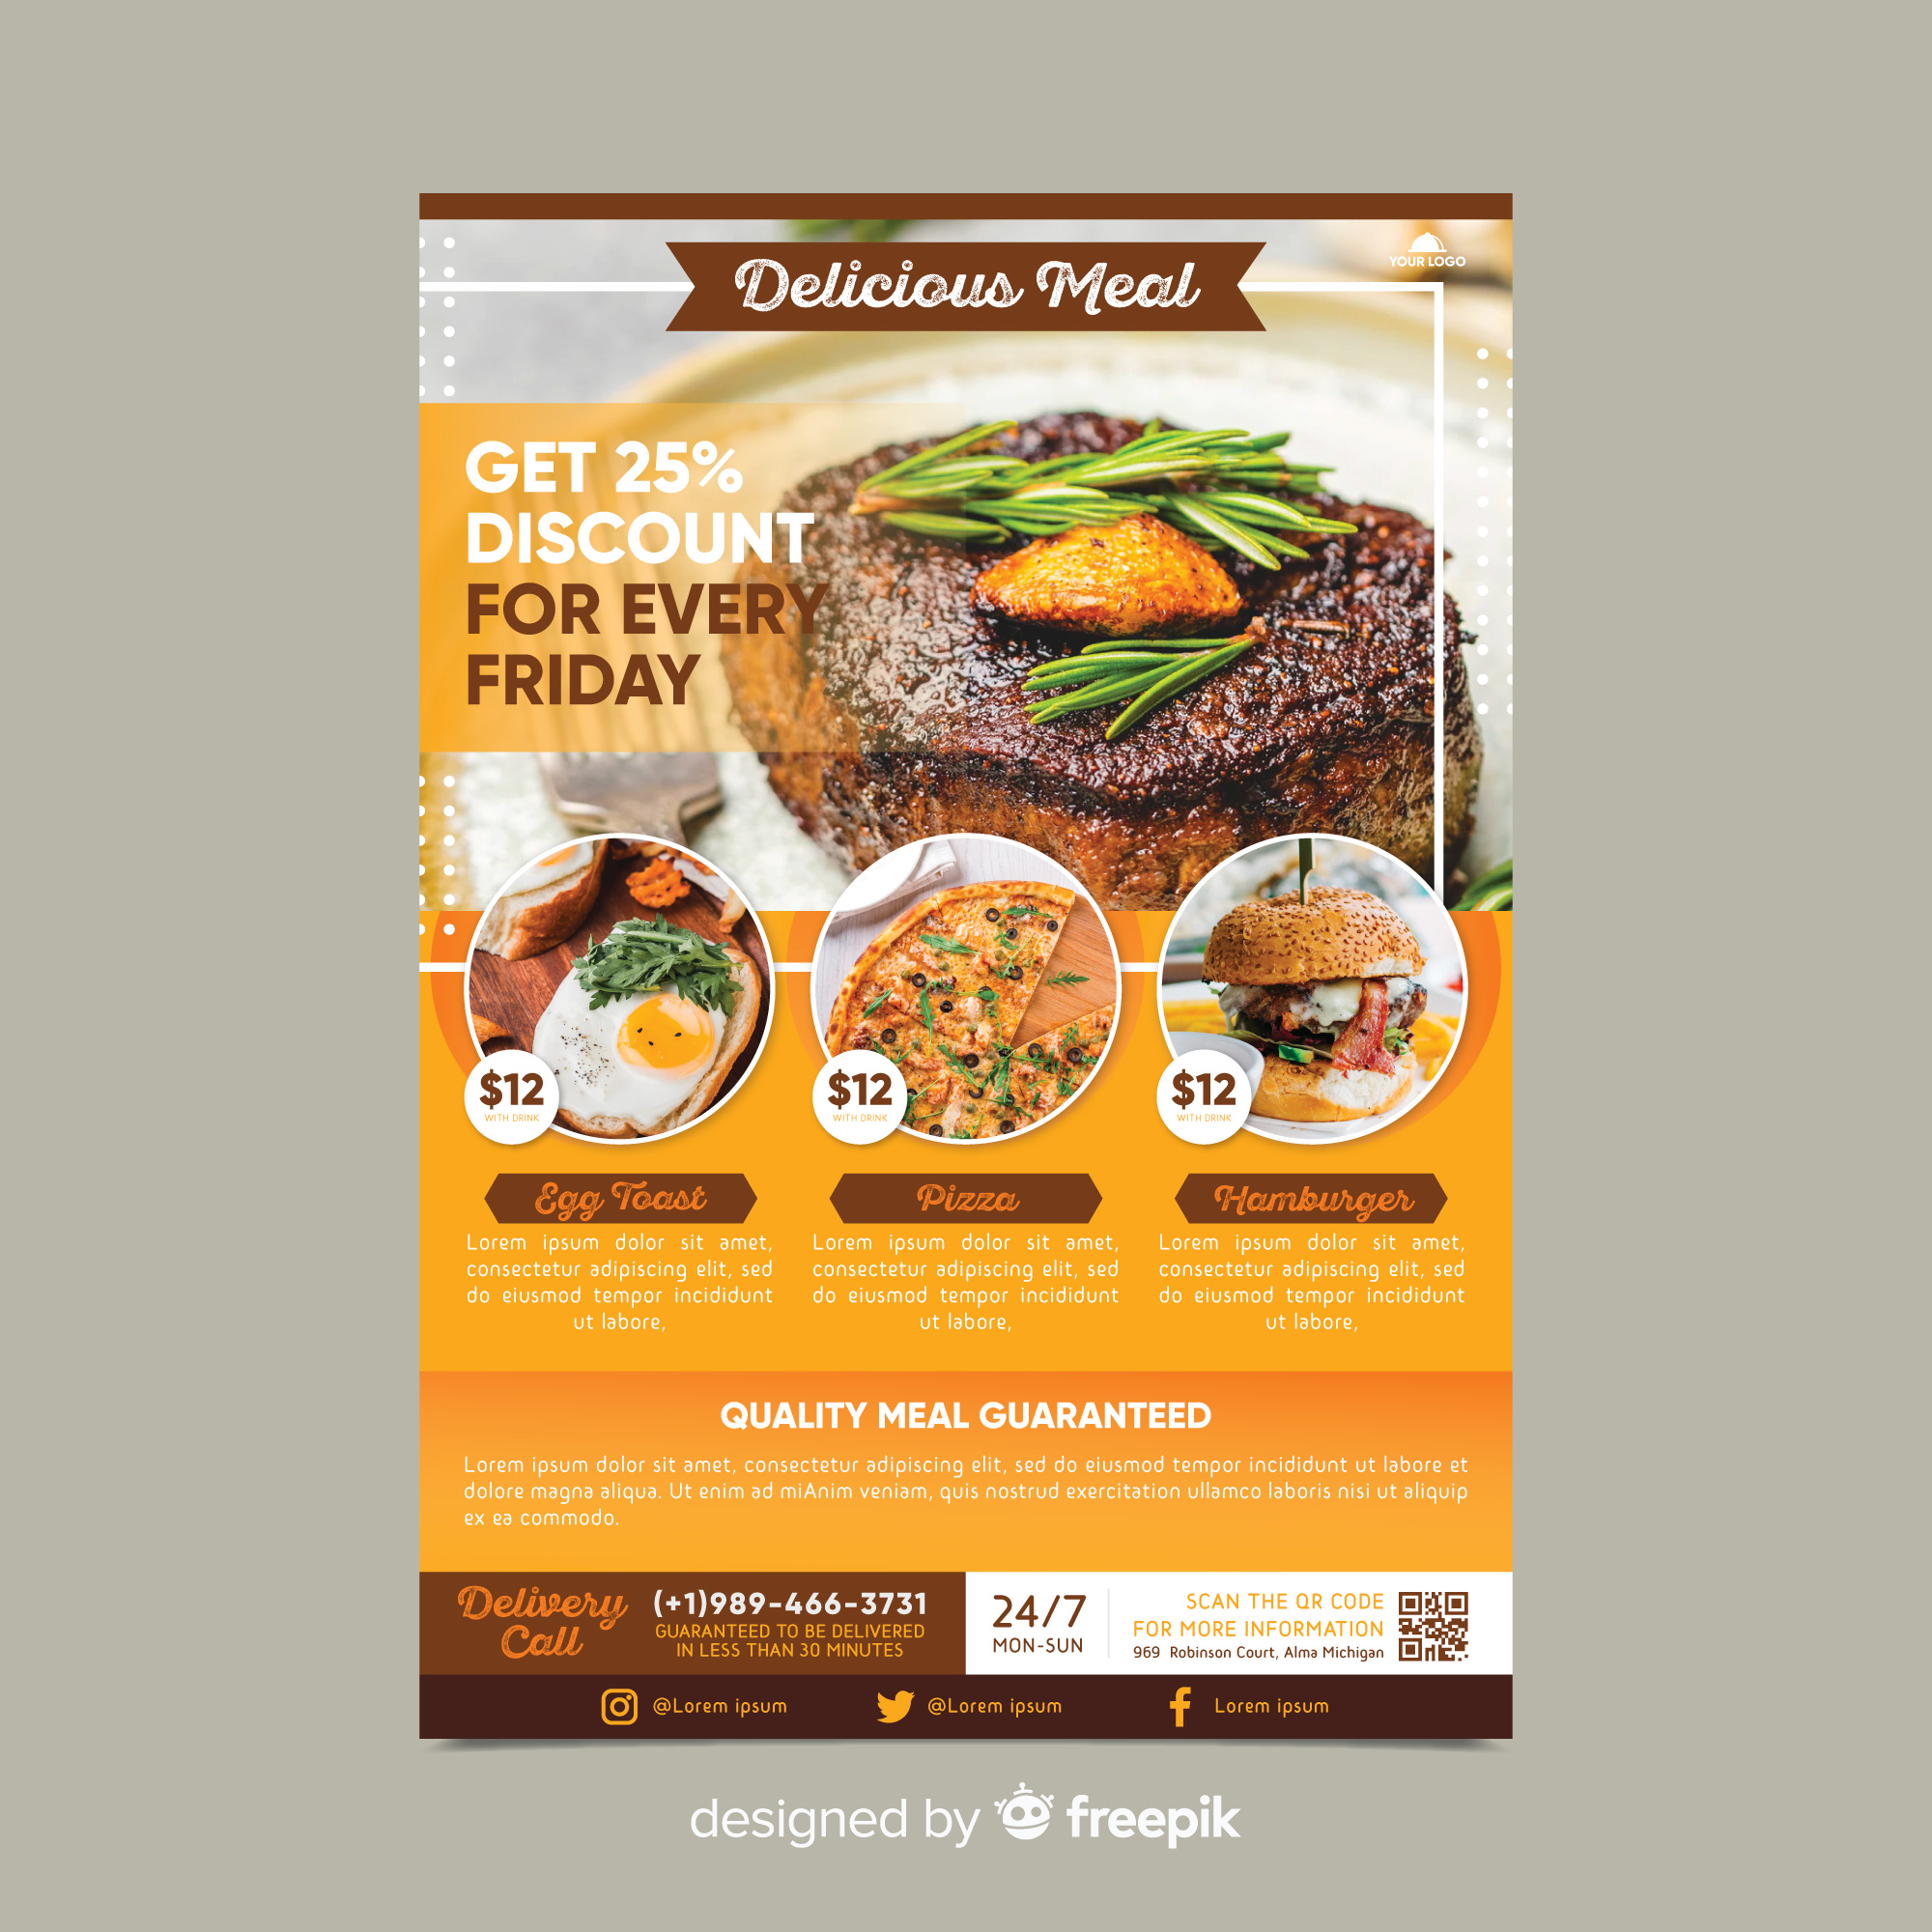 Delicious Meal
YOUR LOGO
GET 25%
DISCOUNT
FOR EVERY
FRIDAY
$12
WITH DRINK
$12
WITH DRINK
$12
WITH DRINK
Egg Toast
Lorem ipsum dolor sit amet,
consectetur adipiscing elit, sed
do eiusmod tempor incididunt
ut labore,
Pizza
Lorem ipsum dolor sit amet,
consectetur adipiscing elit, sed
do eiusmod tempor incididunt
ut labore,
Hamburger
Lorem ipsum dolor sit amet,
consectetur adipiscing elit, sed
do eiusmod tempor incididunt
ut labore,
QUALITY MEAL GUARANTEED
Lorem ipsum dolor sit amet, consectetur adipiscing elit, sed do eiusmod tempor incididunt ut labore et
dolore magna aliqua. Ut enim ad miAnim veniam, quis nostrud exercitation ullamco laboris nisi ut aliquip
ex ea commodo.
Delivery
Call
(+1)989-466-3731
GUARANTEED TO BE DELIVERED
IN LESS THAN 30 MINUTES
24/7
MON-SUN
SCAN THE QR CODE
FOR MORE INFORMATION
969 Robinson Court, Alma Michigan
@Lorem ipsum
@Lorem ipsum
Lorem ipsum
designed by freepik